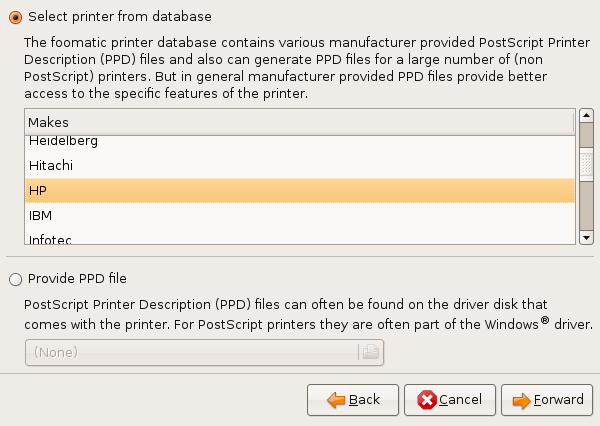 Select printer from database
The foomatic printer database contains various manufacturer provided PostScript Printer
Description (PPD) files and also can generate PPD files for a large number of (non
PostScript) printers. But in general manufacturer provided PPD files provide better
access to the specific features of the printer.
Makes
Heidelberg
Hitachi
HP
IBM
Infotec
Provide PPD file
PostScript Printer Description (PPD) files can often be found on the driver disk that
comes with the printer. For PostScript printers they are often part of the Windows® driver.
(None)
Back
Cancel
Forward